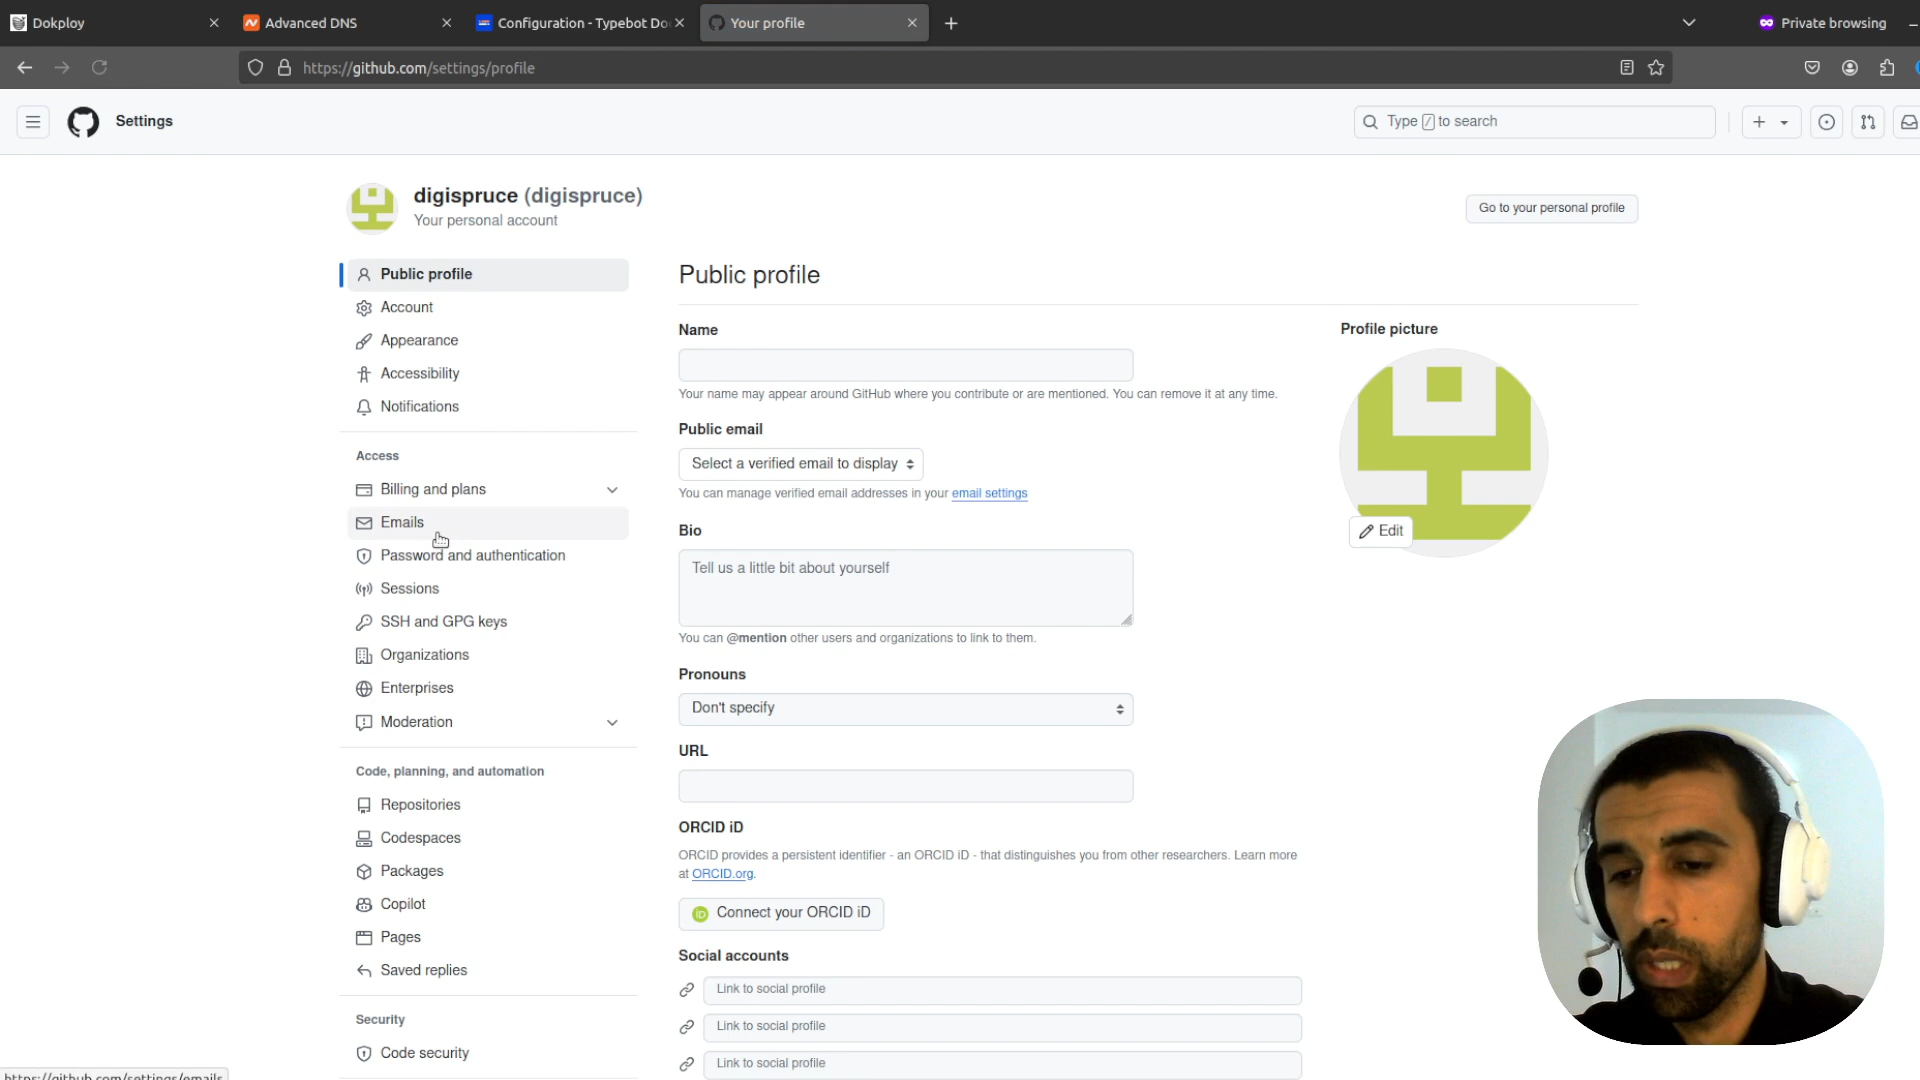 Dokploy
Advanced DNS
Configuration - Typebot Do
Your profile
Private browsing
https://github.com/settings/profile
Settings
Type / to search
digispruce (digispruce)
Your personal account
Go to your personal profile
Public profile
Account
Appearance
Accessibility
Notifications
Access
Billing and plans
Emails
Password and authentication
Sessions
SSH and GPG keys
Organizations
Enterprises
Moderation
Code, planning, and automation
Repositories
Codespaces
Packages
Copilot
Pages
Saved replies
Security
Code security
Public profile
Name
Your name may appear around GitHub where you contribute or are mentioned. You can remove it at any time.
Public email
Select a verified email to display
You can manage verified email addresses in your email settings
Bio
Tell us a little bit about yourself
You can @mention other users and organizations to link to them.
Pronouns
Don't specify
URL
ORCID iD
ORCID provides a persistent identifier - an ORCID iD - that distinguishes you from other researchers. Learn more
at ORCID.org.
iD Connect your ORCID iD
Social accounts
Link to social profile
Link to social profile
Link to social profile
Profile picture
Edit
https://github.com/settings/emails